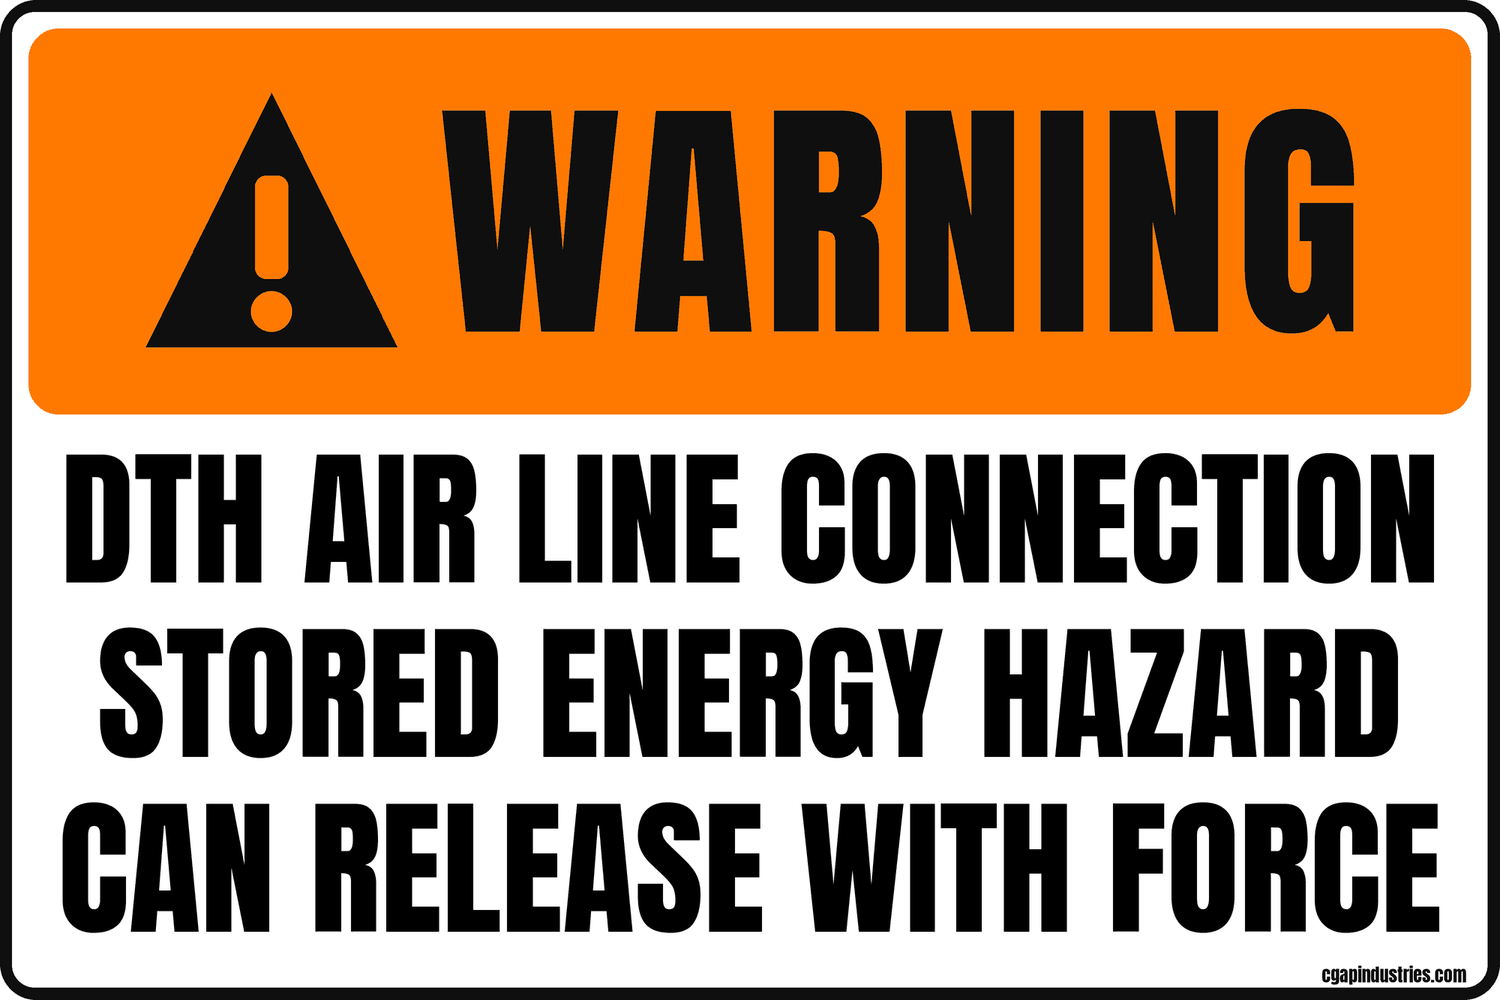 WARNING
DTH AIR LINE CONNECTION
STORED ENERGY HAZARD
CAN RELEASE WITH FORCE
cgapindustries.com